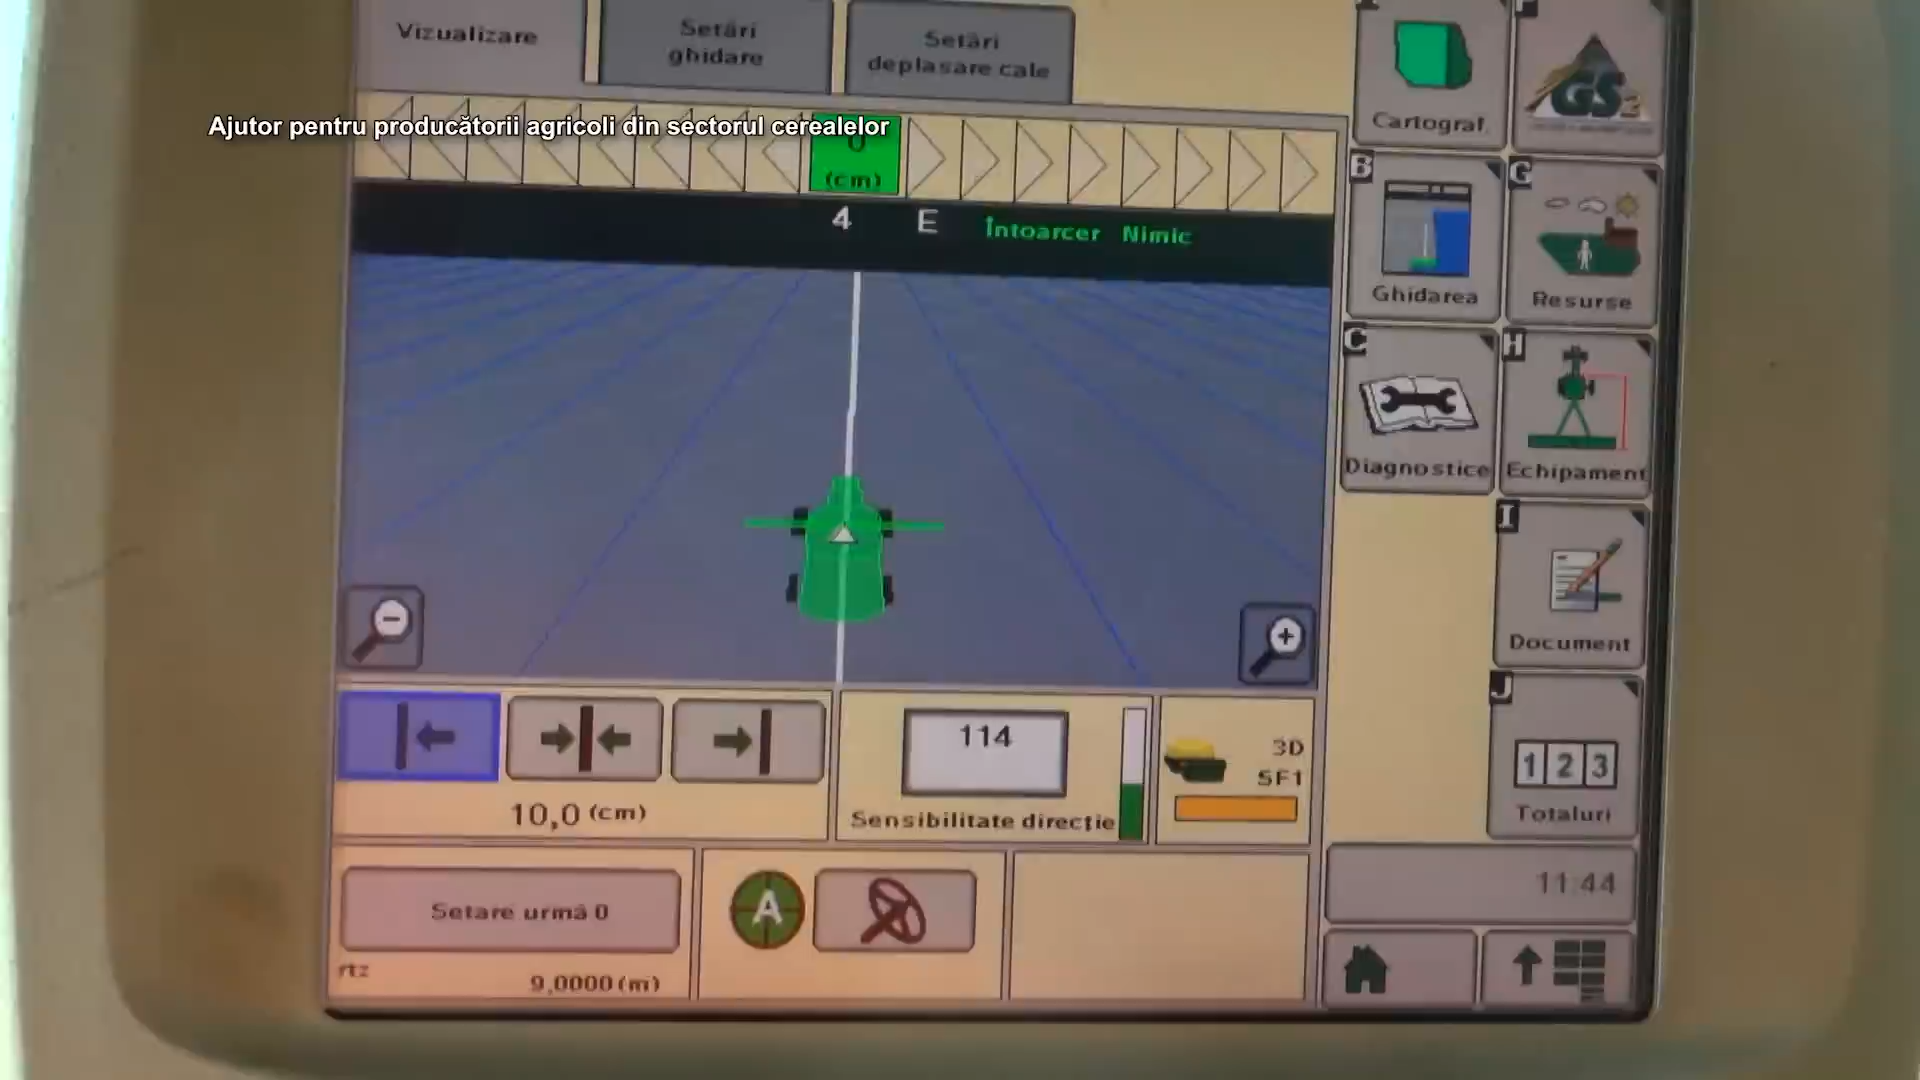 Vizualizare
Setări
ghidare
Setări
deplasare cale
Ajutor pentru producătorii agricoli din sectorul cerealelor
0
(cm)
4 E Întoarcer Nimic
Cartograf.
F
GS2
B
Ghidarea
G
Resurse
C
Diagnostice
H
Echipament
I
Document
J
1 2 3
Totaluri
10,0 (cm)
114
Sensibilitate direcție
3D
SF1
Setare urmă 0
rtz
9,0000 (m)
A
11:44